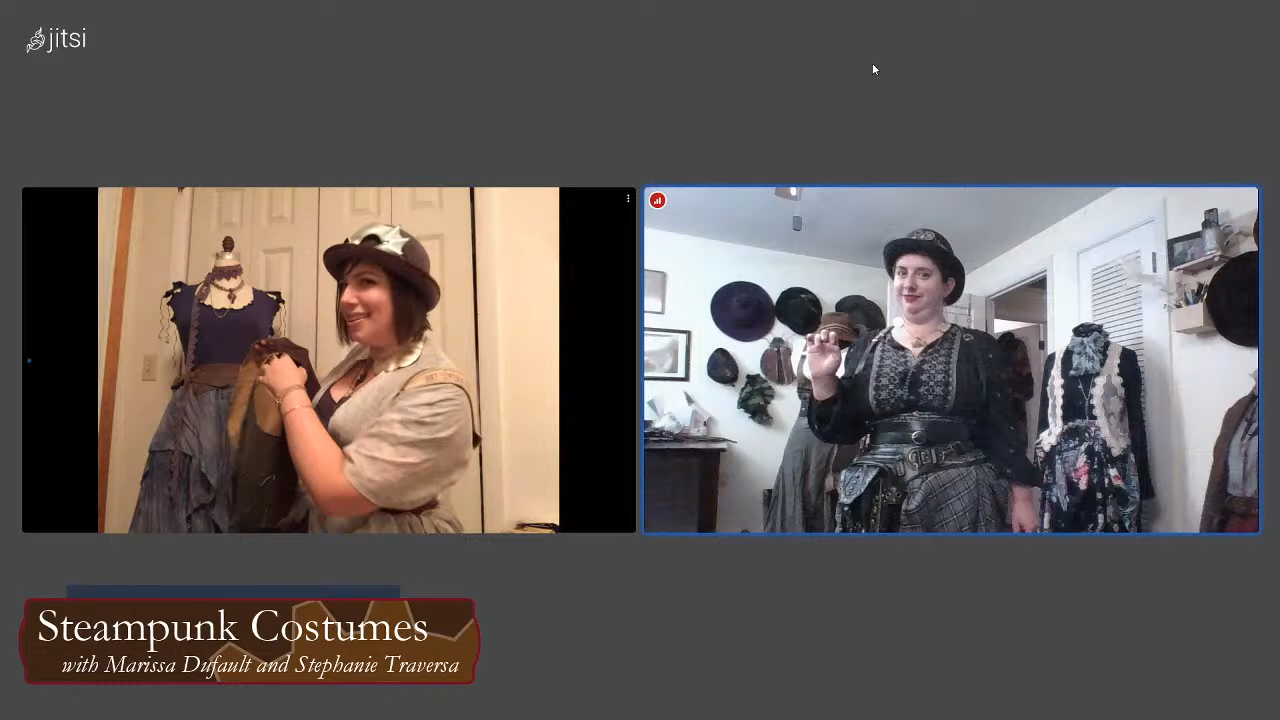 jitsi
Steampunk Costumes
with Marissa Dufault and Stephanie Traversa